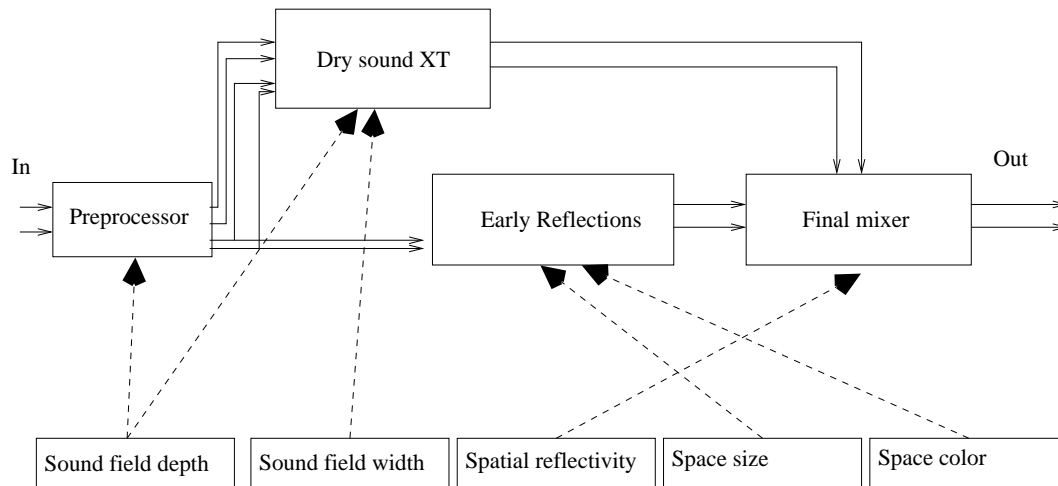 Dry sound XT
In
Out
Preprocessor
Early Reflections
Final mixer
Sound field depth
Sound field width
Spatial reflectivity
Space size
Space color